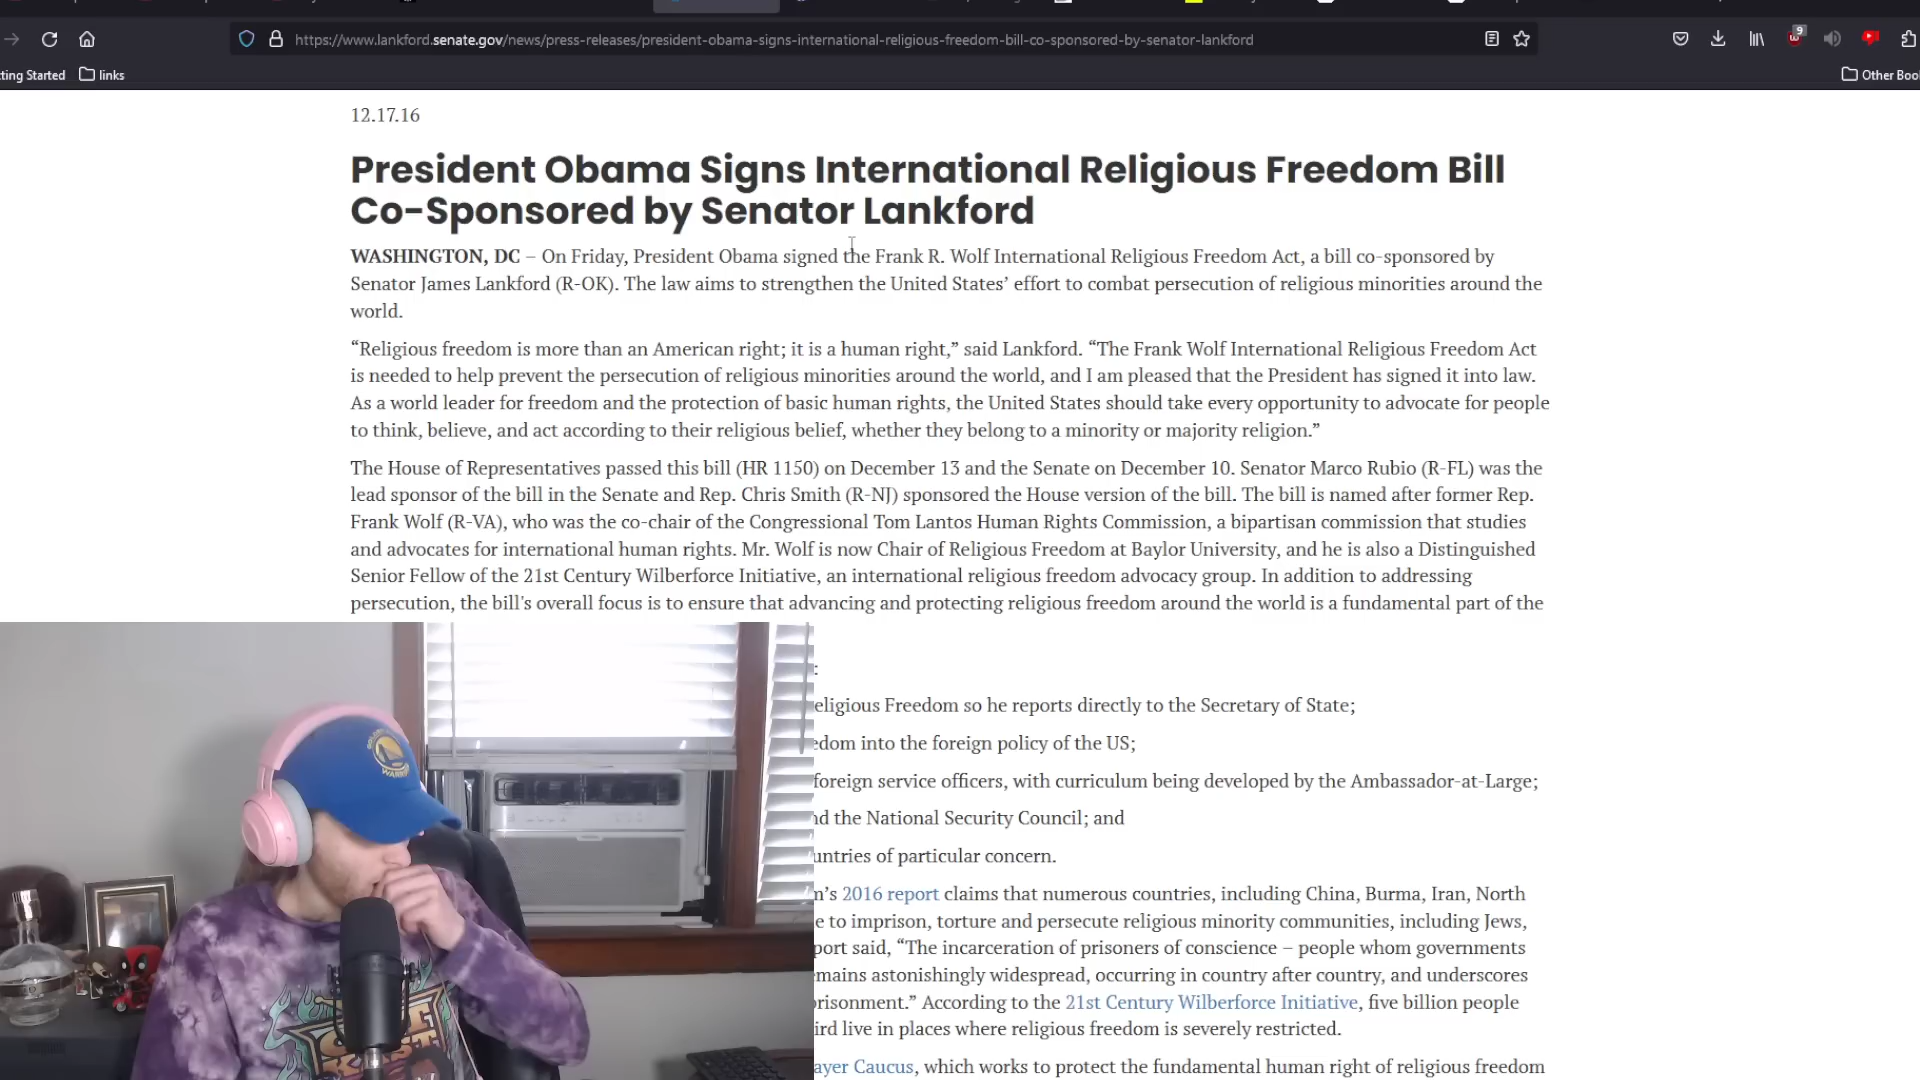 https://www.lankford.senate.gov/news/press-releases/president-obama-signs-international-religious-freedom-bill-co-sponsored-by-senator-lankford
9
ting Started links Other Boo
12.17.16
President Obama Signs International Religious Freedom Bill
Co-Sponsored by Senator Lankford
WASHINGTON, DC – On Friday, President Obama signed the Frank R. Wolf International Religious Freedom Act, a bill co-sponsored by
Senator James Lankford (R-OK). The law aims to strengthen the United States’ effort to combat persecution of religious minorities around the
world.
“Religious freedom is more than an American right; it is a human right,” said Lankford. “The Frank Wolf International Religious Freedom Act
is needed to help prevent the persecution of religious minorities around the world, and I am pleased that the President has signed it into law.
As a world leader for freedom and the protection of basic human rights, the United States should take every opportunity to advocate for people
to think, believe, and act according to their religious belief, whether they belong to a minority or majority religion.”
The House of Representatives passed this bill (HR 1150) on December 13 and the Senate on December 10. Senator Marco Rubio (R-FL) was the
lead sponsor of the bill in the Senate and Rep. Chris Smith (R-NJ) sponsored the House version of the bill. The bill is named after former Rep.
Frank Wolf (R-VA), who was the co-chair of the Congressional Tom Lantos Human Rights Commission, a bipartisan commission that studies
and advocates for international human rights. Mr. Wolf is now Chair of Religious Freedom at Baylor University, and he is also a Distinguished
Senior Fellow of the 21st Century Wilberforce Initiative, an international religious freedom advocacy group. In addition to addressing
persecution, the bill's overall focus is to ensure that advancing and protecting religious freedom around the world is a fundamental part of the
:
eligious Freedom so he reports directly to the Secretary of State;
edom into the foreign policy of the US;
foreign service officers, with curriculum being developed by the Ambassador-at-Large;
nd the National Security Council; and
untries of particular concern.
m’s 2016 report claims that numerous countries, including China, Burma, Iran, North
e to imprison, torture and persecute religious minority communities, including Jews,
port said, “The incarceration of prisoners of conscience – people whom governments
emains astonishingly widespread, occurring in country after country, and underscores
prisonment.” According to the 21st Century Wilberforce Initiative, five billion people
ird live in places where religious freedom is severely restricted.
ayer Caucus, which works to protect the fundamental human right of religious freedom
WARRIORS